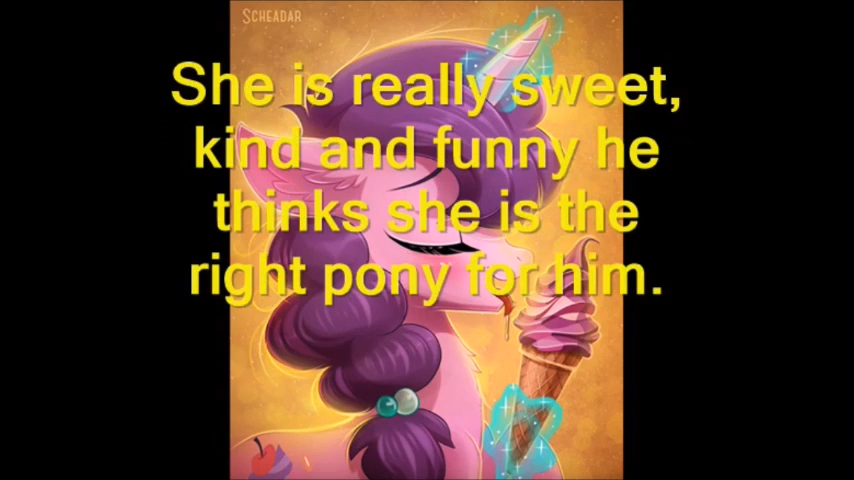 SCHEADAR
She is really sweet,
kind and funny he
thinks she is the
right pony for him.